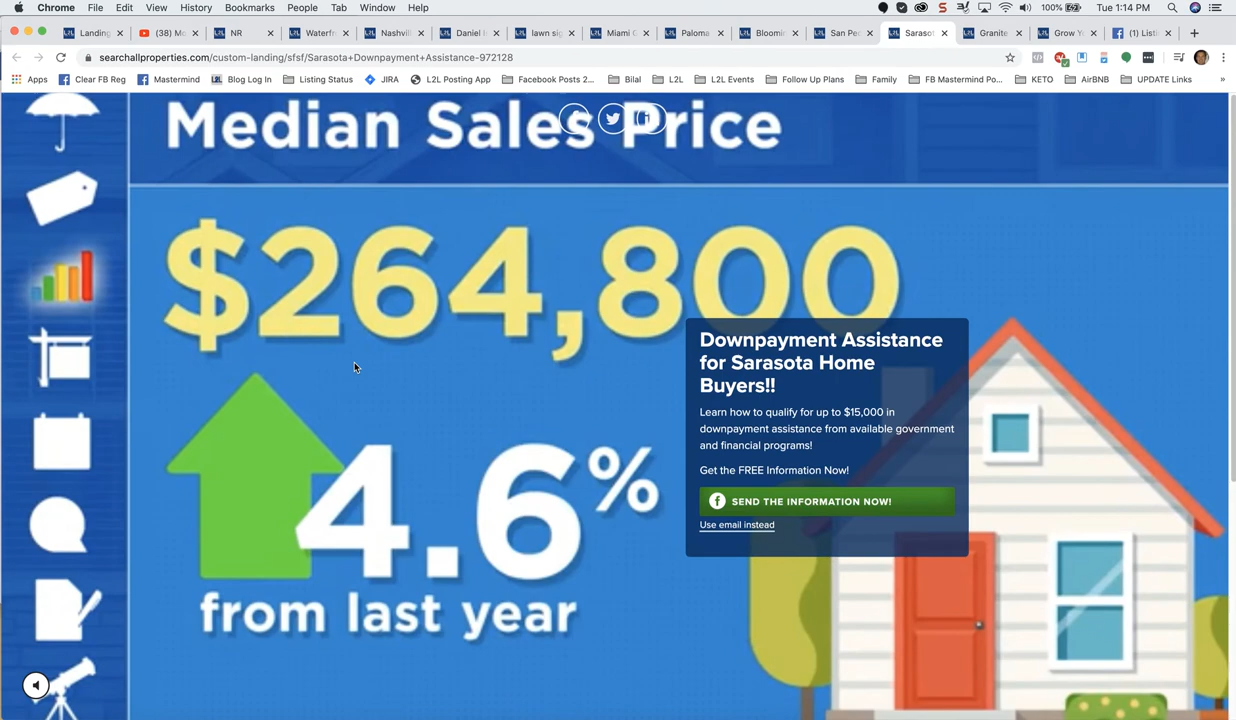 Chrome File Edit View History Bookmarks People Tab Window Help 100% Tue 1:14 PM
Landing (38) M NR Waterf Nashvill Daniel lawn sig Miami Paloma Bloomi San Pe Saraso Granite Grow Y (1) Listi
searchallproperties.com/custom-landing/sfsf/Sarasota+Downpayment+Assistance-972128
Apps Clear FB Reg Mastermind Blog Log In Listing Status JIRA L2L Posting App Facebook Posts 2... Bilal L2L L2L Events Follow Up Plans Family FB Mastermind Po... KETO AirBNB UPDATE Links »
Median Sales Price
$264,800
4.6%
from last year
Downpayment Assistance
for Sarasota Home
Buyers!!
Learn how to qualify for up to $15,000 in
downpayment assistance from available government
and financial programs!
Get the FREE Information Now!
SEND THE INFORMATION NOW!
Use email instead